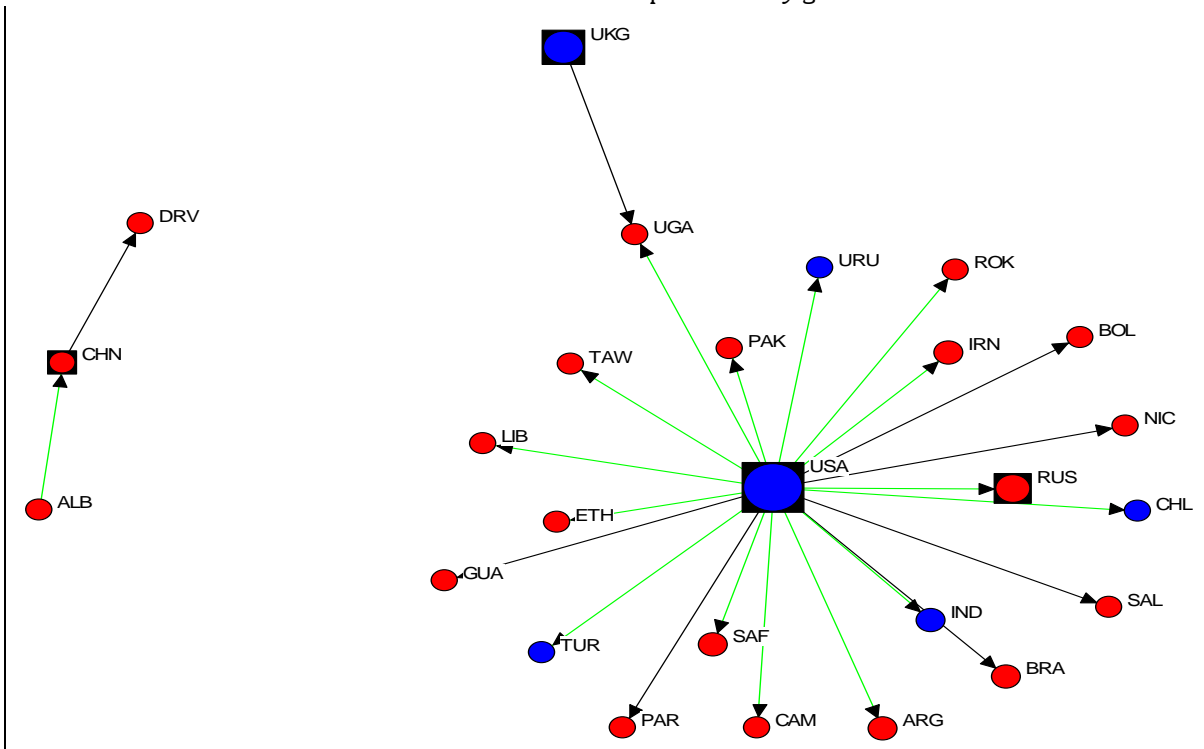 UKG
DRV
UGA
URU
ROK
BOL
IRN
PAK
TAW
CHN
NIC
LIB
USA
RUS
CHL
ALB
ETH
GUA
SAL
IND
TUR
SAF
BRA
PAR
CAM
ARG